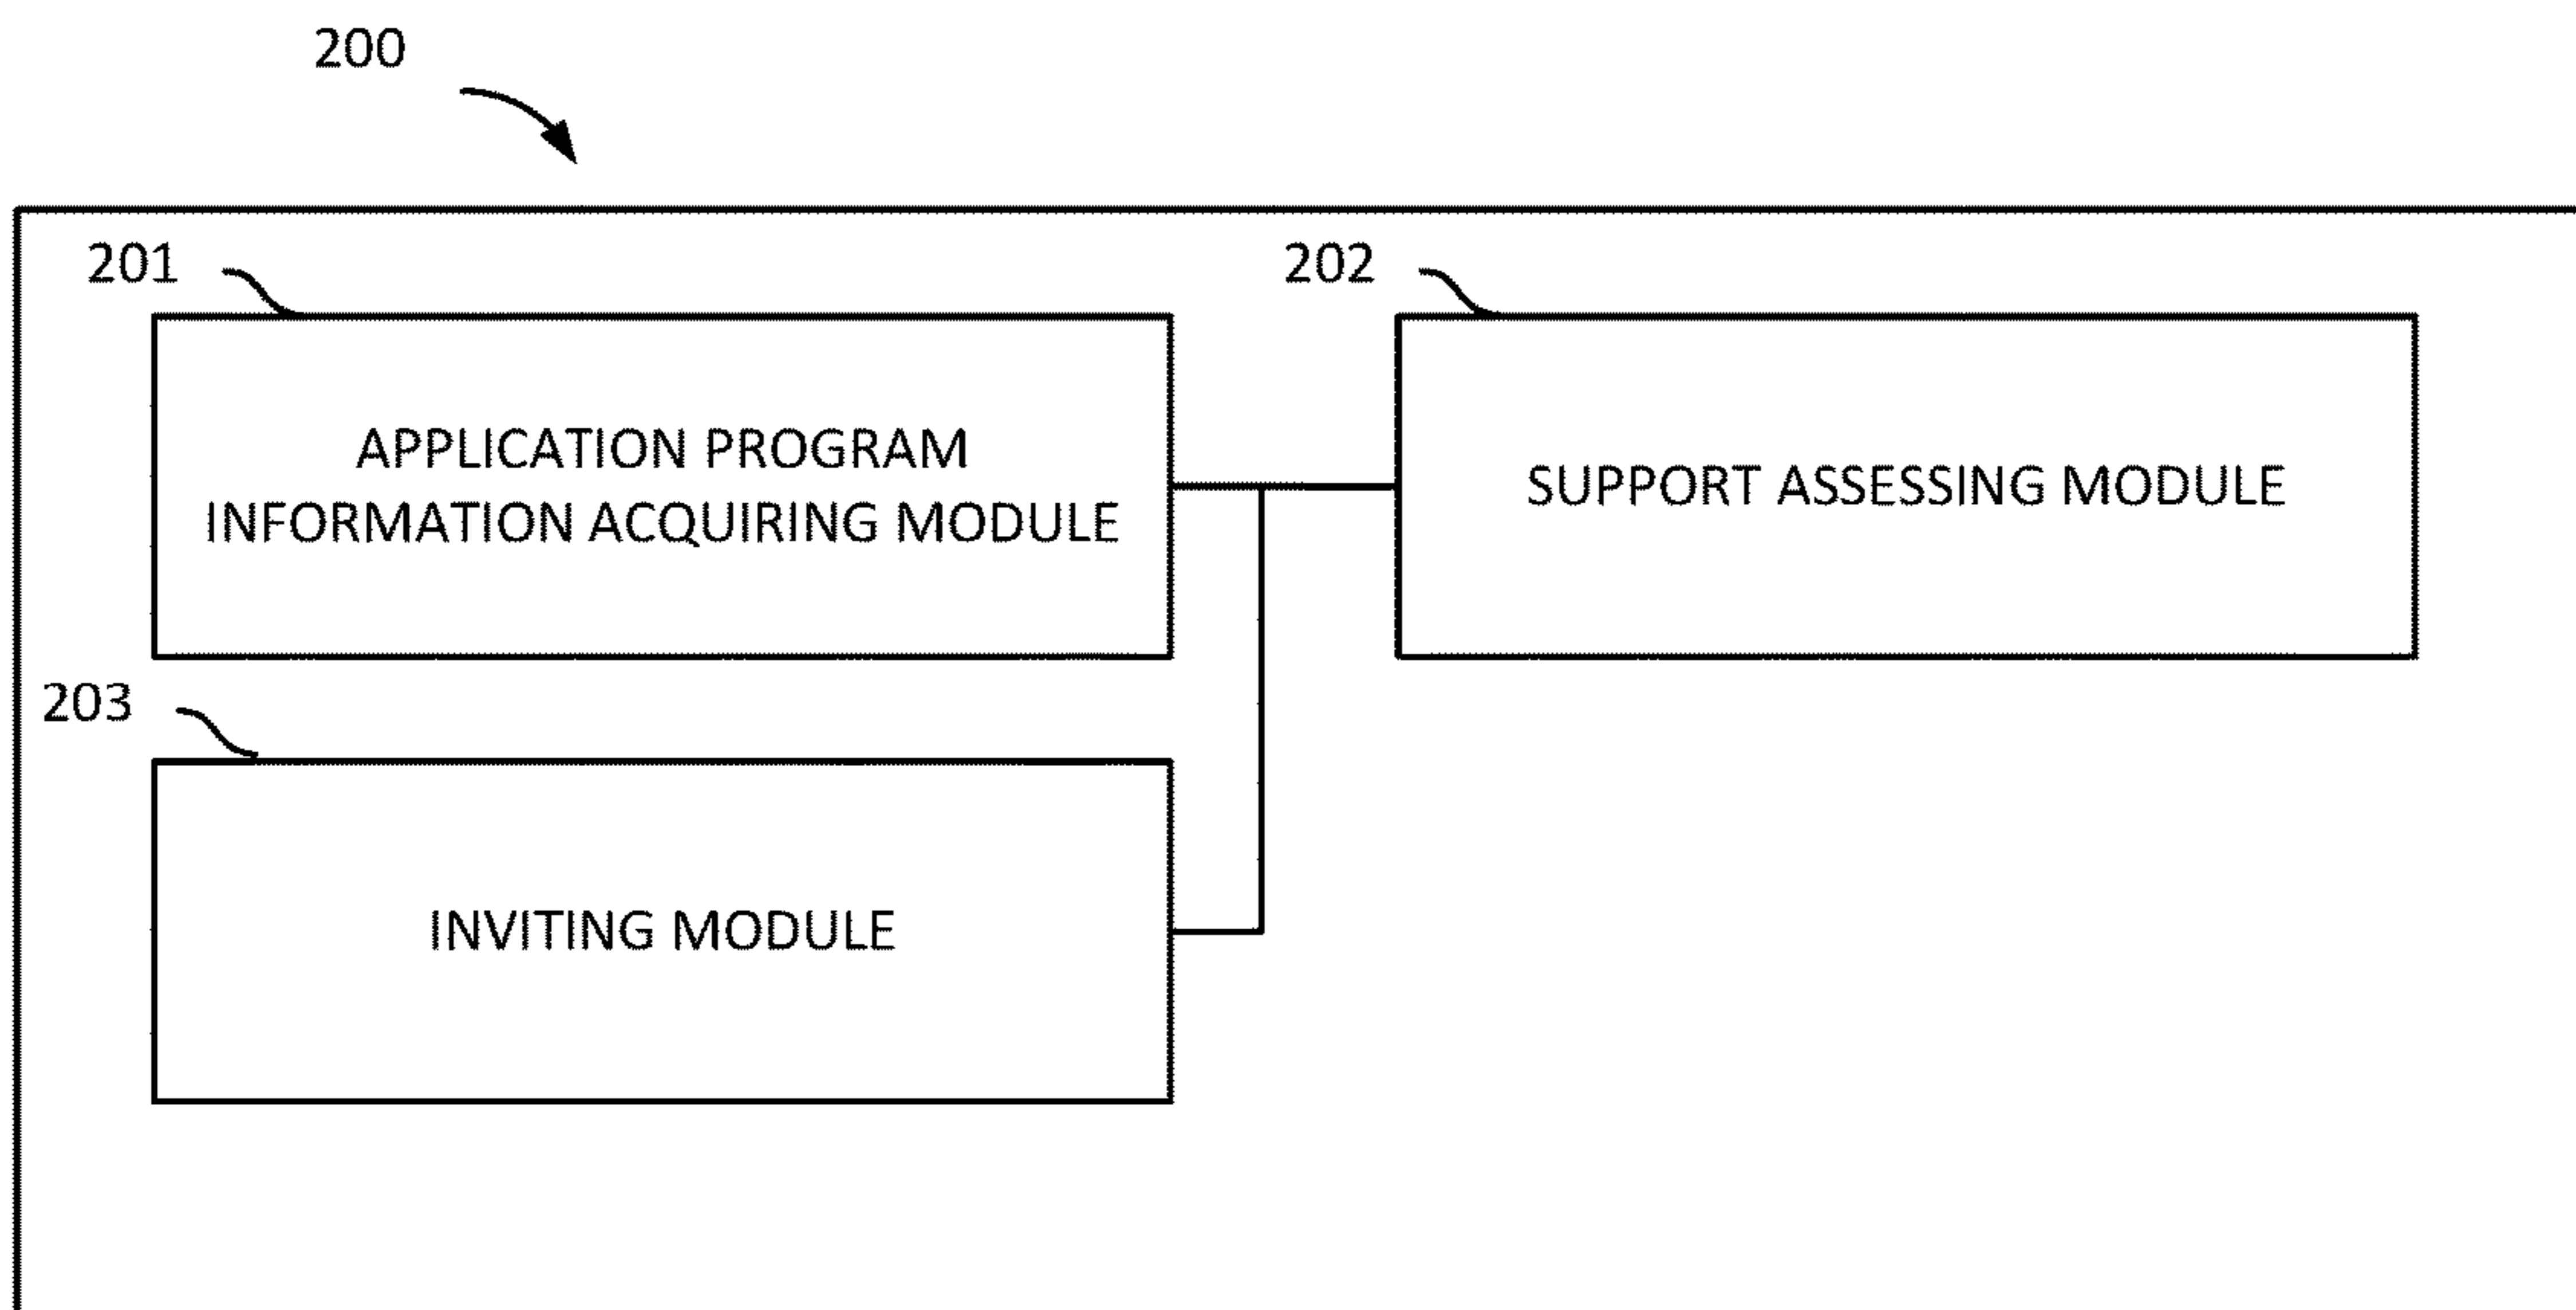 200
201
202
APPLICATION PROGRAM
INFORMATION ACQUIRING MODULE
SUPPORT ASSESSING MODULE
203
INVITING MODULE